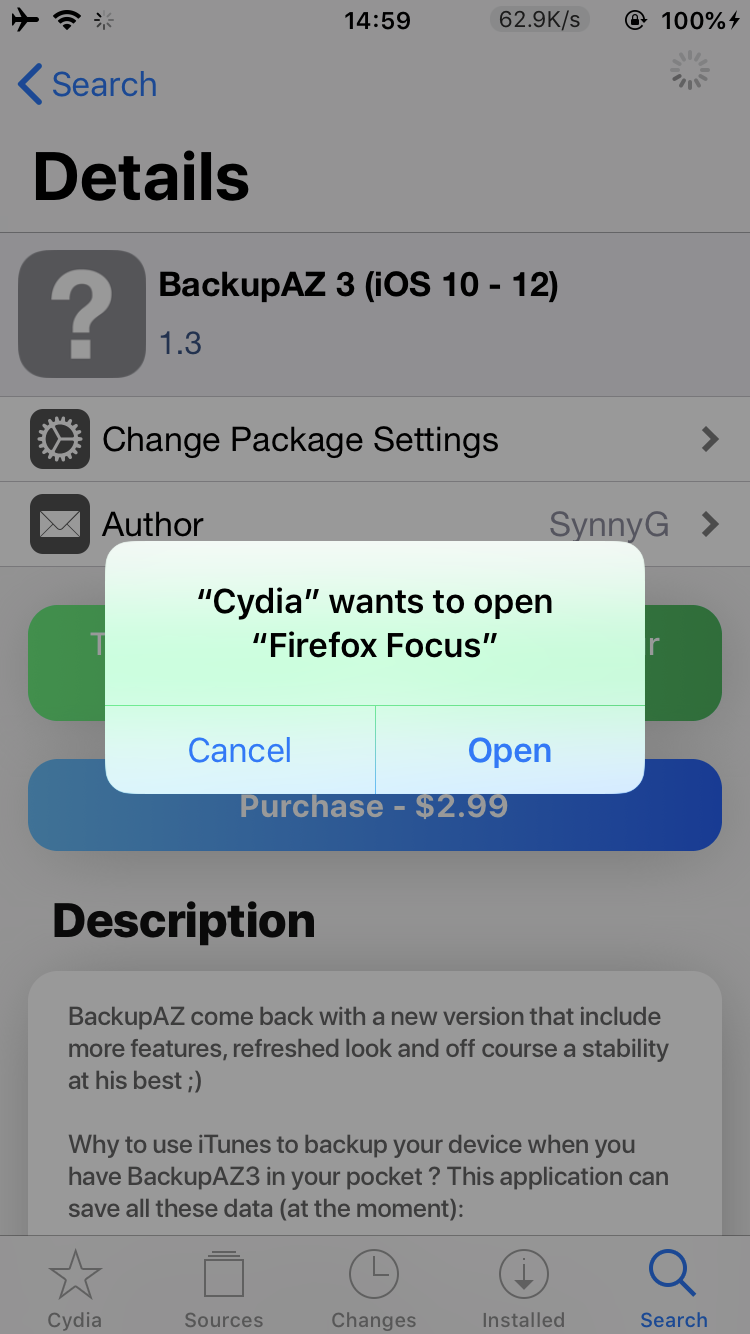 14:59
62.9K/s
100%
Search
Details
BackupAZ 3 (iOS 10 - 12)
1.3
Change Package Settings
Author
SynnyG
“Cydia” wants to open
“Firefox Focus”
Cancel
Open
Purchase - $2.99
Description
BackupAZ come back with a new version that include
more features, refreshed look and off course a stability
at his best ;)
Why to use iTunes to backup your device when you
have BackupAZ3 in your pocket ? This application can
save all these data (at the moment):
Cydia
Sources
Changes
Installed
Search